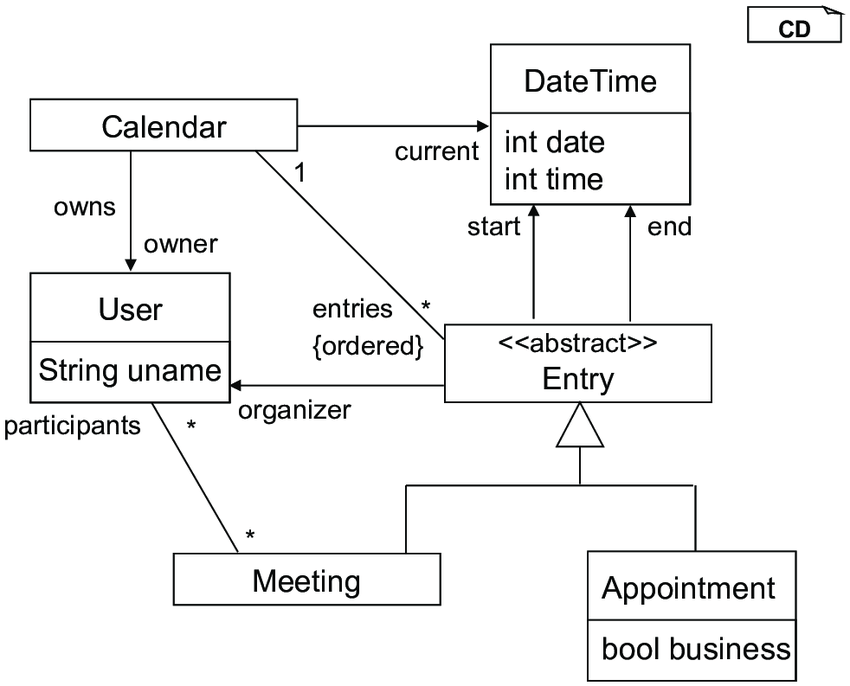 CD
DateTime
int date
int time
Calendar
current
1
owns
owner
start
end
User
String uname
entries
*
{ordered}
<<abstract>>
Entry
organizer
participants
*
*
Meeting
Appointment
bool business